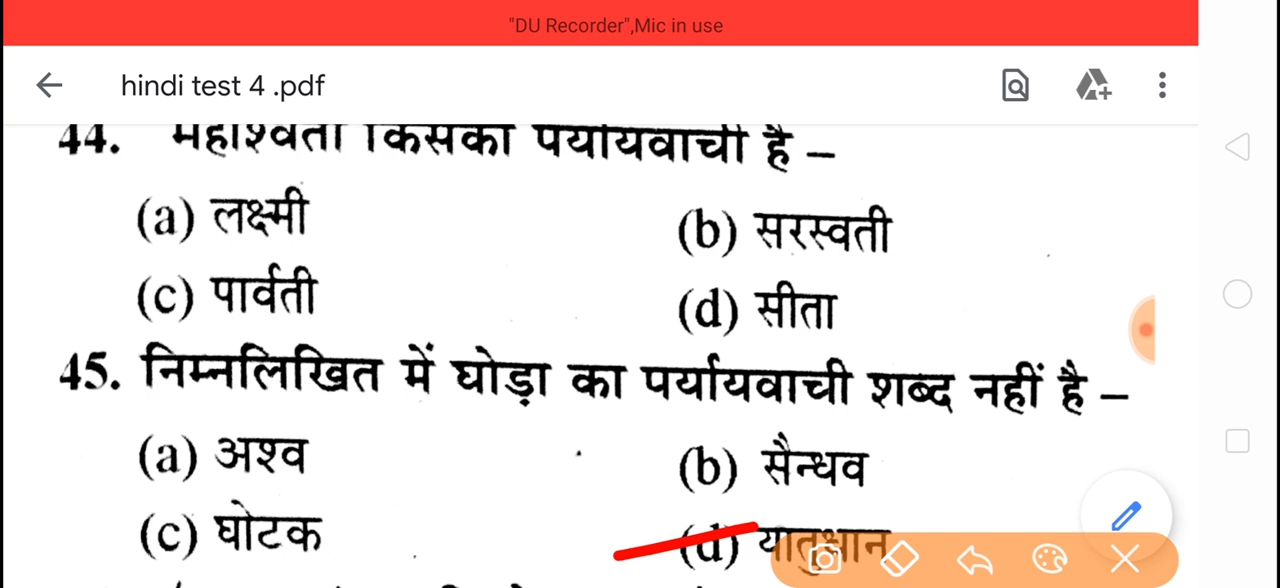 "DU Recorder",Mic in use
hindi test 4 .pdf
44. महाश्वेता किसका पर्यायवाची है –
(a) लक्ष्मी
(b) सरस्वती
(c) पार्वती
(d) सीता
45. निम्नलिखित में घोड़ा का पर्यायवाची शब्द नहीं है –
(a) अश्व
(b) सैन्धव
(c) घोटक
(d) यातुधान